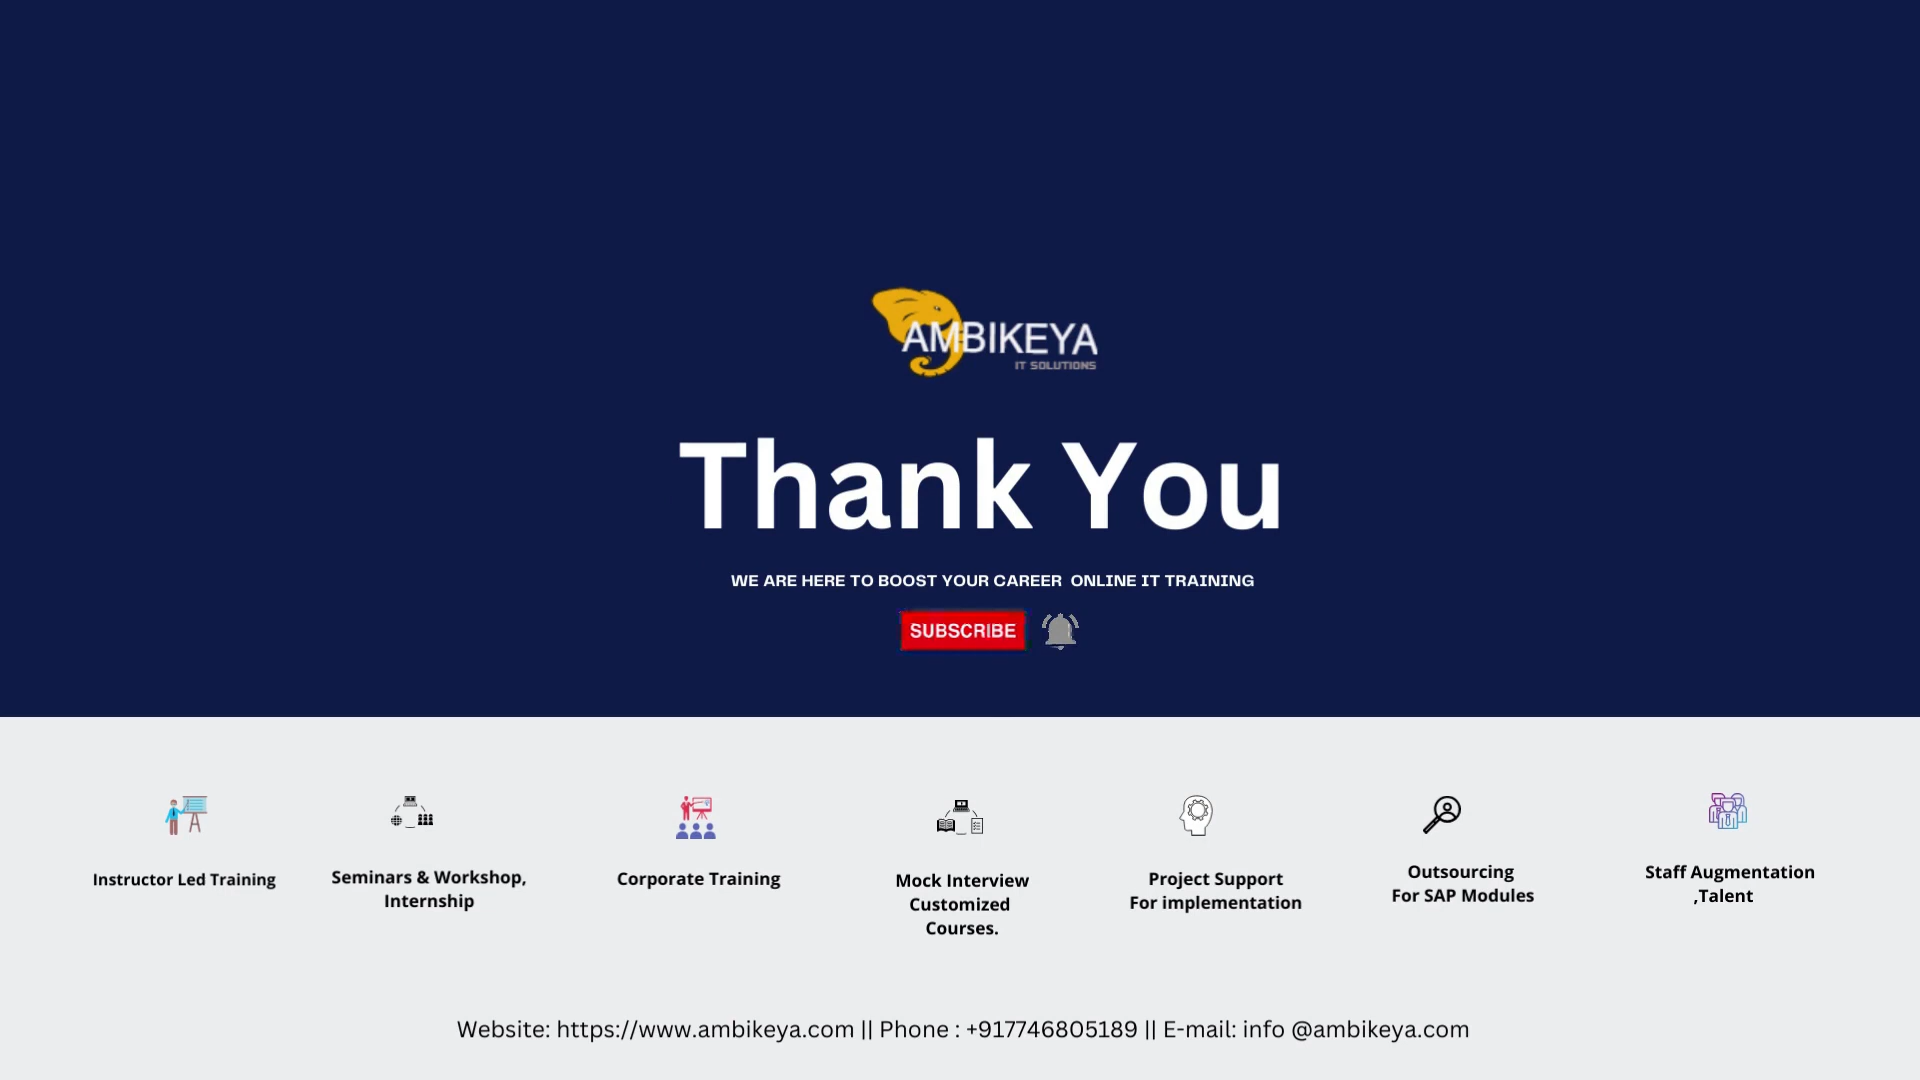 AMBIKEYA
IT SOLUTIONS
Thank You
WE ARE HERE TO BOOST YOUR CAREER ONLINE IT TRAINING
SUBSCRIBE
Instructor Led Training
Seminars & Workshop,
Internship
Corporate Training
Mock Interview
Customized
Courses.
Project Support
For implementation
Outsourcing
For SAP Modules
Staff Augmentation
,Talent
Website: https://www.ambikeya.com || Phone : +917746805189 || E-mail: info @ambikeya.com